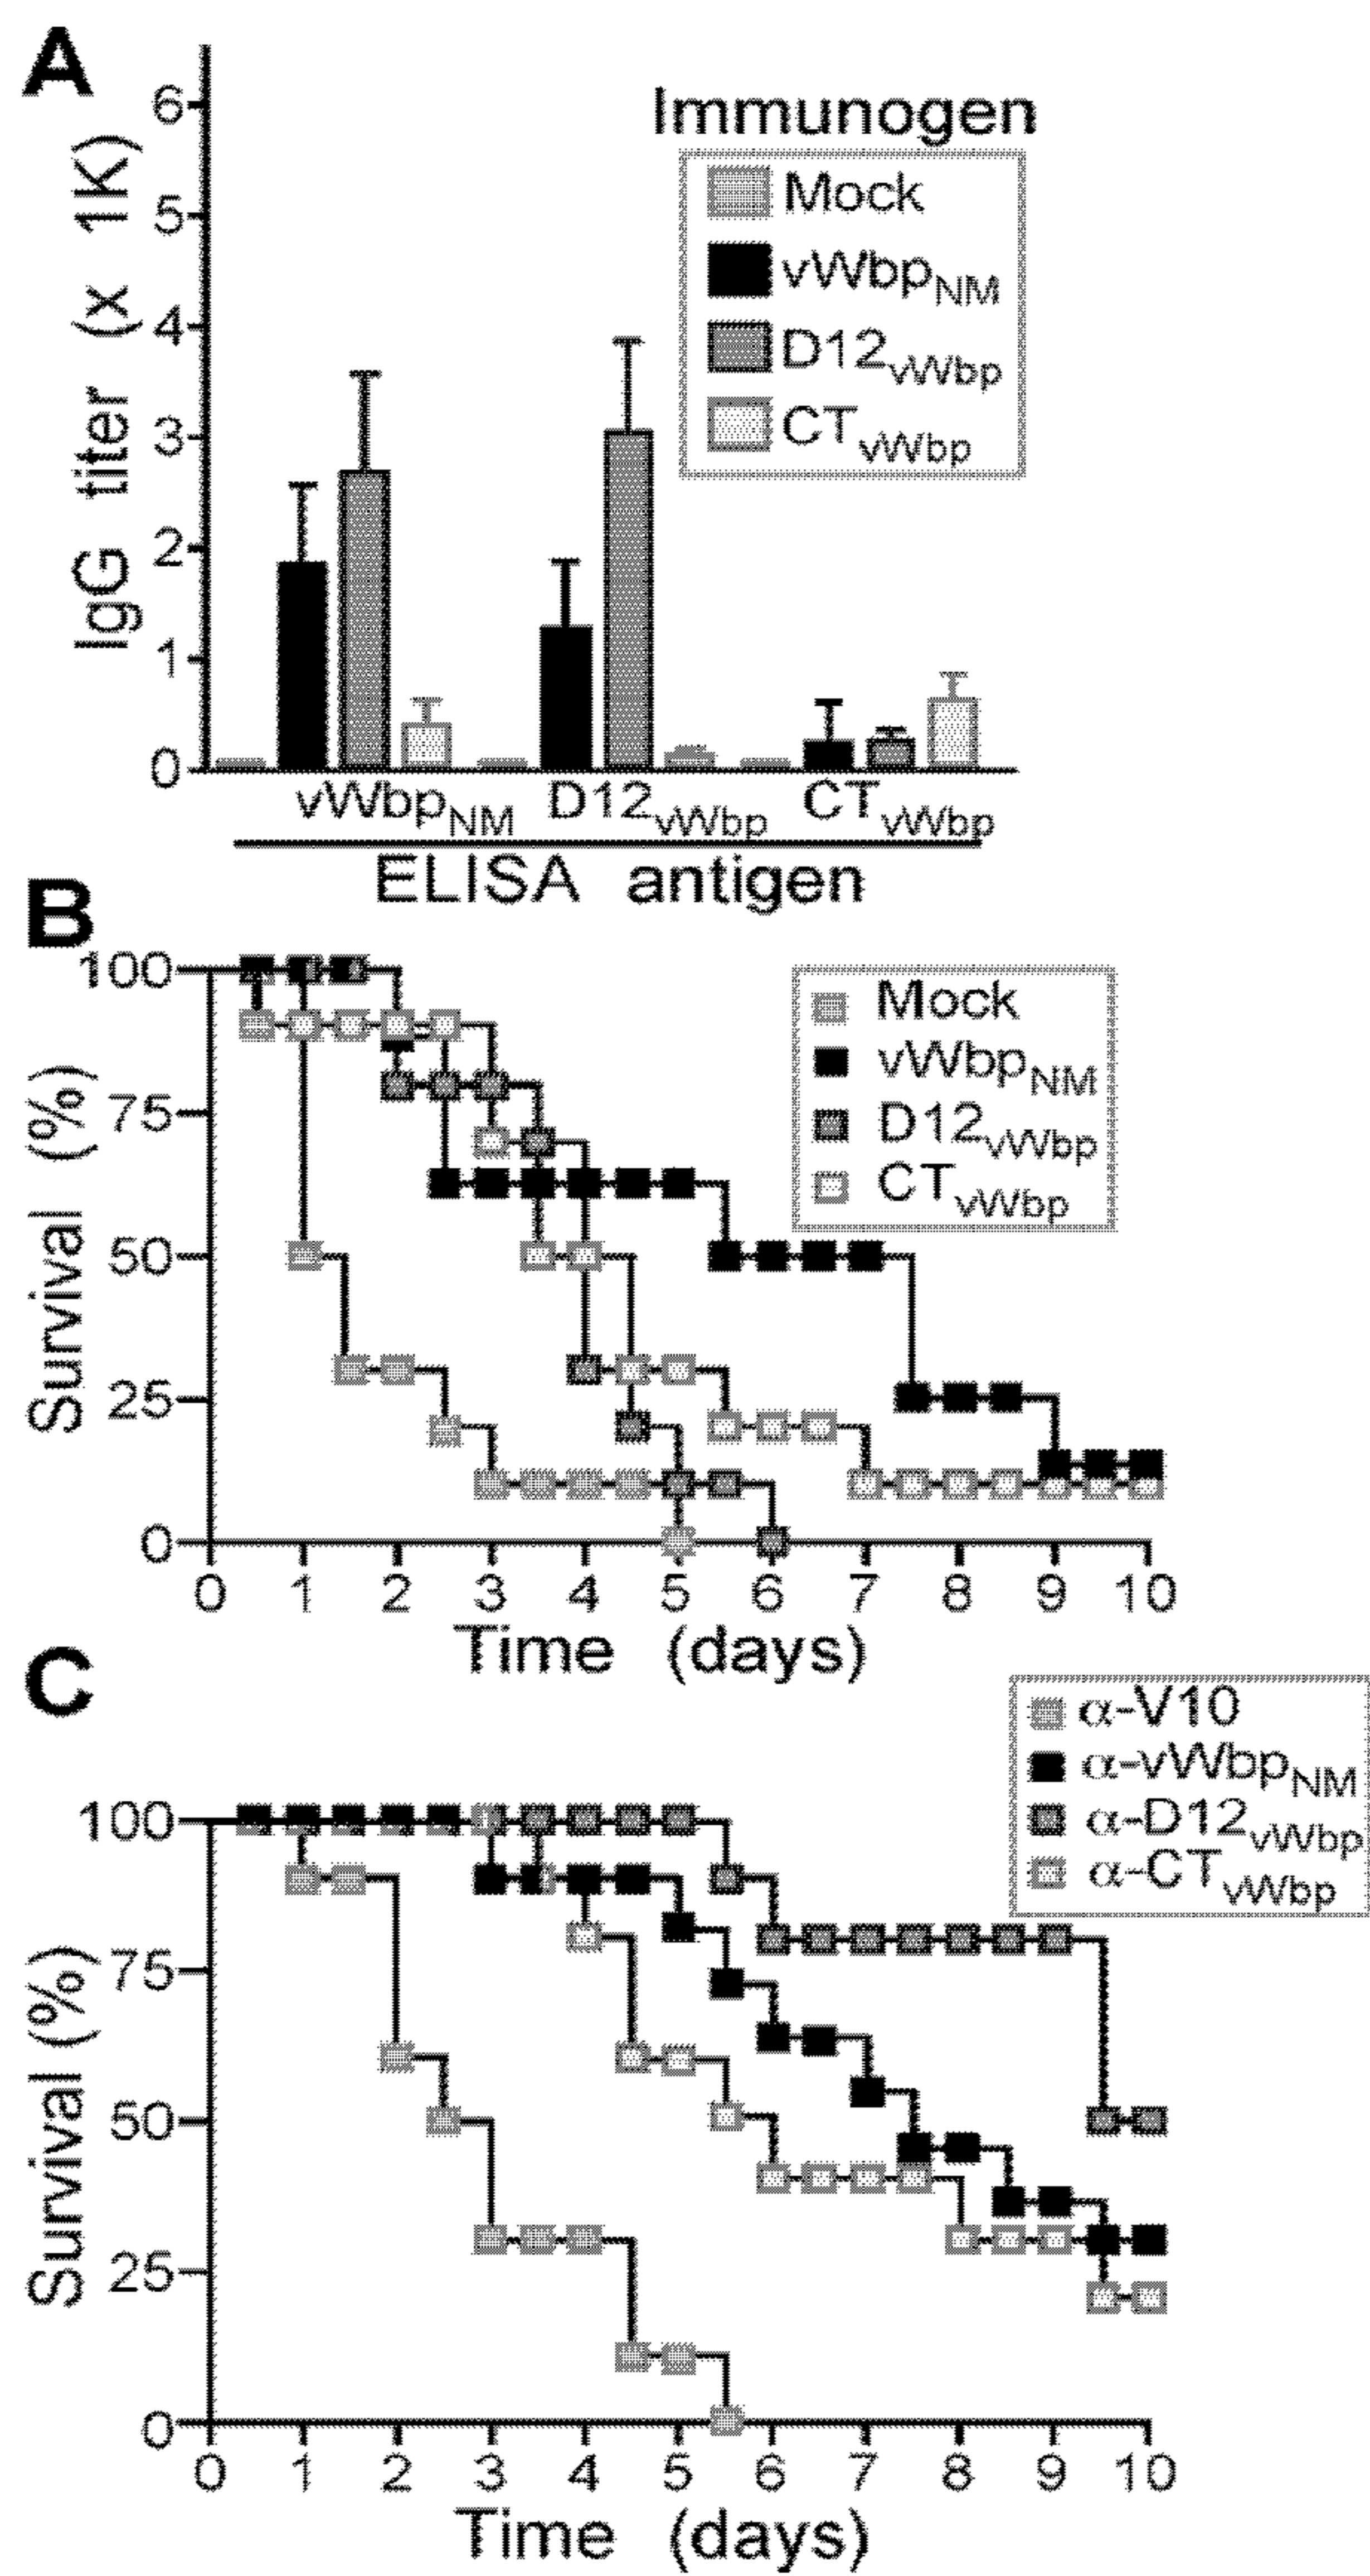 A
IgG titer (x 1K)
6
5
4
3
2
1
0
Immunogen
Mock
vWbpNM
D12vWbp
CTvWbp
vWbpNM D12vWbp CTvWbp
ELISA antigen
B
Survival (%)
100
75
50
25
0
Mock
vWbpNM
D12vWbp
CTvWbp
0 1 2 3 4 5 6 7 8 9 10
Time (days)
C
Survival (%)
100
75
50
25
0
α-V10
α-vWbpNM
α-D12vWbp
α-CTvWbp
0 1 2 3 4 5 6 7 8 9 10
Time (days)